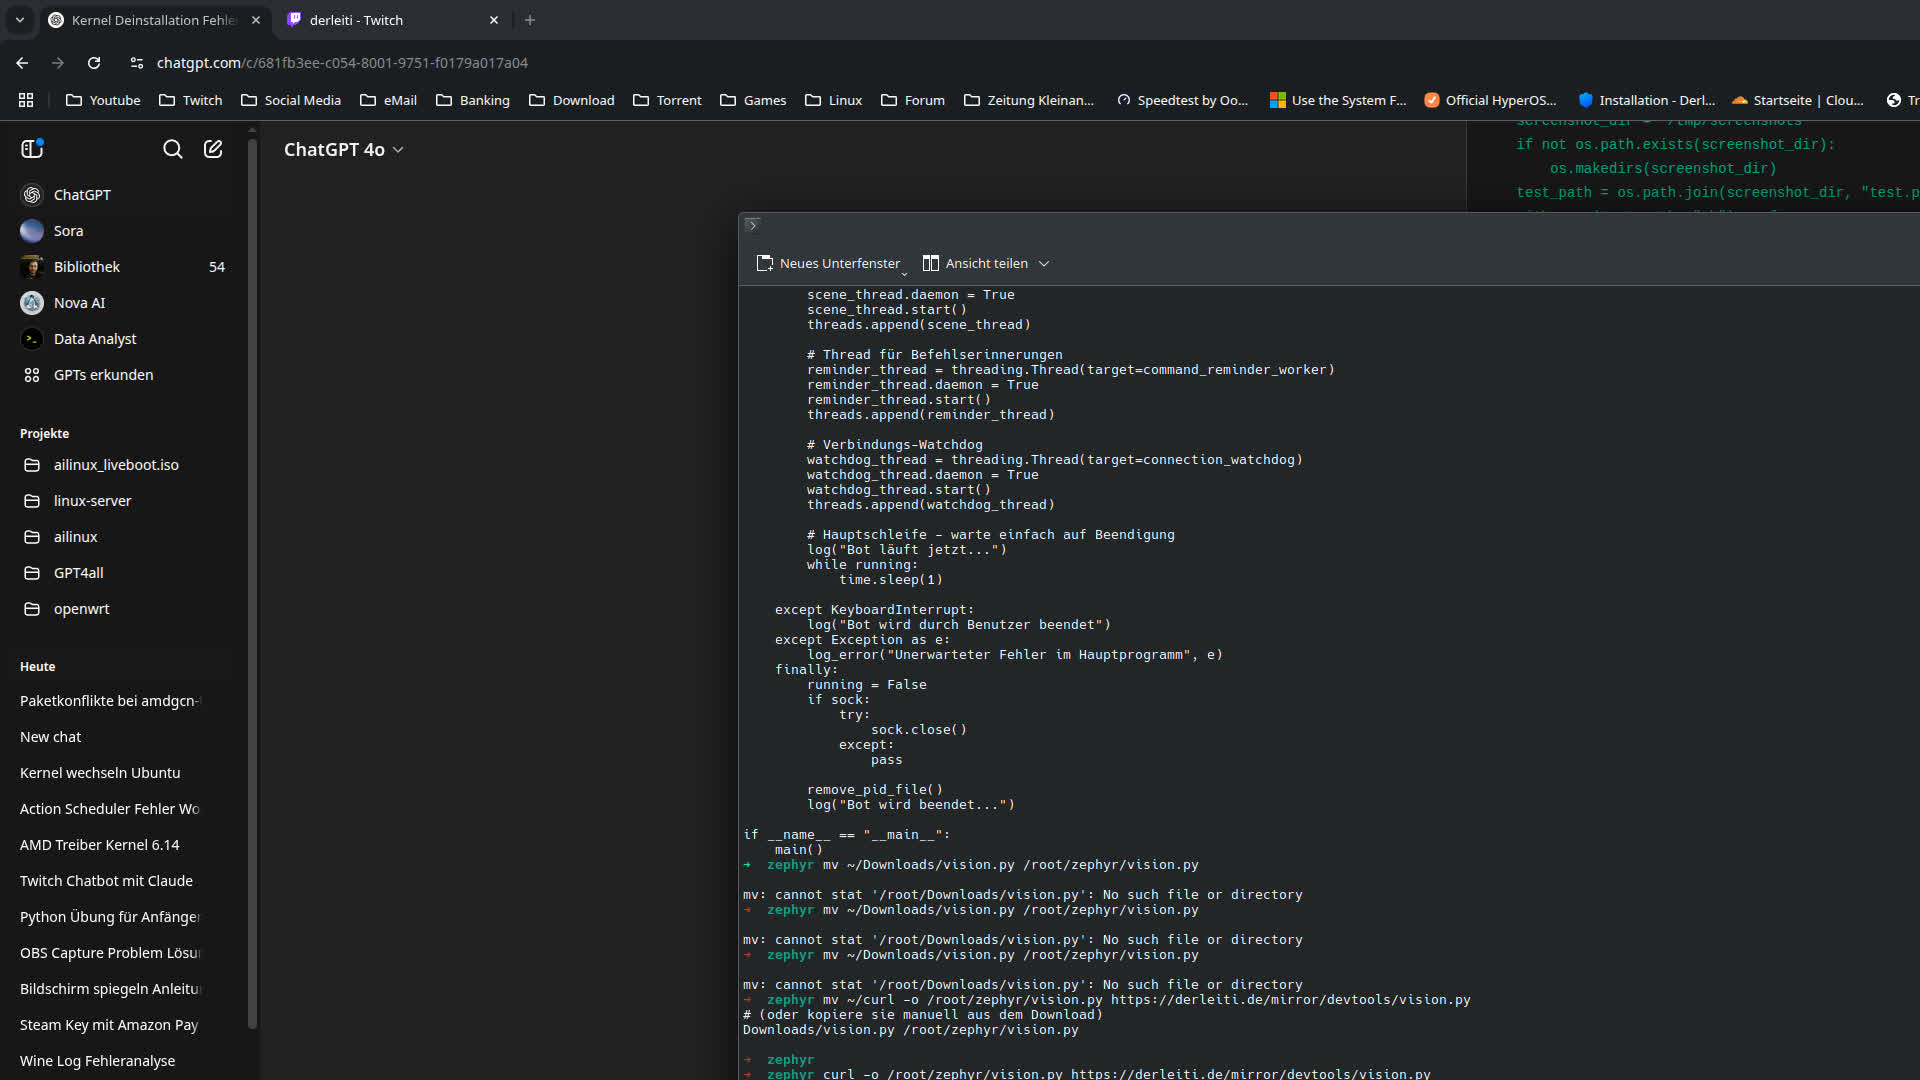 Kernel Deinstallation Fehle
derleiti - Twitch
chatgpt.com/c/681fb3ee-c054-8001-9751-f0179a017a04
Youtube
Twitch
Social Media
eMail
Banking
Download
Torrent
Games
Linux
Forum
Zeitung Kleinan...
Speedtest by Oo...
Use the System F...
Official HyperOS...
Installation - Derl...
Startseite | Clou...
Tr
ChatGPT
Sora
Bibliothek 54
Nova AI
Data Analyst
GPTs erkunden
Projekte
ailinux_liveboot.iso
linux-server
ailinux
GPT4all
openwrt
Heute
Paketkonflikte bei amdgcn-
New chat
Kernel wechseln Ubuntu
Action Scheduler Fehler Wo
AMD Treiber Kernel 6.14
Twitch Chatbot mit Claude
Python Übung für Anfänger
OBS Capture Problem Lösu
Bildschirm spiegeln Anleitu
Steam Key mit Amazon Pay
Wine Log Fehleranalyse
ChatGPT 4o
screenshot_dir = "/tmp/screenshots"
if not os.path.exists(screenshot_dir):
    os.makedirs(screenshot_dir)
test_path = os.path.join(screenshot_dir, "test.p
Neues Unterfenster
Ansicht teilen
        scene_thread.daemon = True
        scene_thread.start()
        threads.append(scene_thread)
        # Thread für Befehlserinnerungen
        reminder_thread = threading.Thread(target=command_reminder_worker)
        reminder_thread.daemon = True
        reminder_thread.start()
        threads.append(reminder_thread)
        # Verbindungs-Watchdog
        watchdog_thread = threading.Thread(target=connection_watchdog)
        watchdog_thread.daemon = True
        watchdog_thread.start()
        threads.append(watchdog_thread)
        # Hauptschleife - warte einfach auf Beendigung
        log("Bot läuft jetzt...")
        while running:
            time.sleep(1)
    except KeyboardInterrupt:
        log("Bot wird durch Benutzer beendet")
    except Exception as e:
        log_error("Unerwarteter Fehler im Hauptprogramm", e)
    finally:
        running = False
        if sock:
            try:
                sock.close()
            except:
                pass
        remove_pid_file()
        log("Bot wird beendet...")
if __name__ == "__main__":
    main()
➜  zephyr mv ~/Downloads/vision.py /root/zephyr/vision.py
mv: cannot stat '/root/Downloads/vision.py': No such file or directory
➜  zephyr mv ~/Downloads/vision.py /root/zephyr/vision.py
mv: cannot stat '/root/Downloads/vision.py': No such file or directory
➜  zephyr mv ~/Downloads/vision.py /root/zephyr/vision.py
mv: cannot stat '/root/Downloads/vision.py': No such file or directory
➜  zephyr mv ~/curl -o /root/zephyr/vision.py https://derleiti.de/mirror/devtools/vision.py
# (oder kopiere sie manuell aus dem Download)
Downloads/vision.py /root/zephyr/vision.py
➜  zephyr
➜  zephyr curl -o /root/zephyr/vision.py https://derleiti.de/mirror/devtools/vision.py